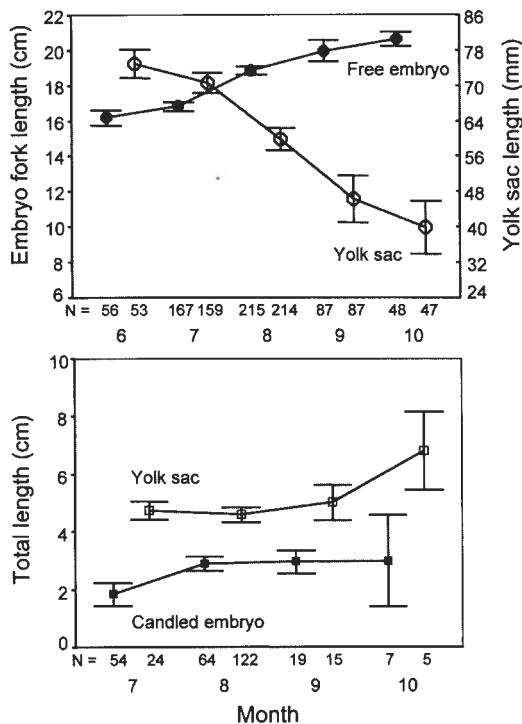 Embryo fork length (cm)
22
20
18
16
14
12
10
8
6
86
78
70
64
56
48
40
32
24
Yolk sac length (mm)
Free embryo
Yolk sac
N = 56 53 167 159 215 214 87 87 48 47
6 7 8 9 10
Total length (cm)
10
8
6
4
2
0
Yolk sac
Candled embryo
N = 54 24 64 122 19 15 7 5
7 8 9 10
Month